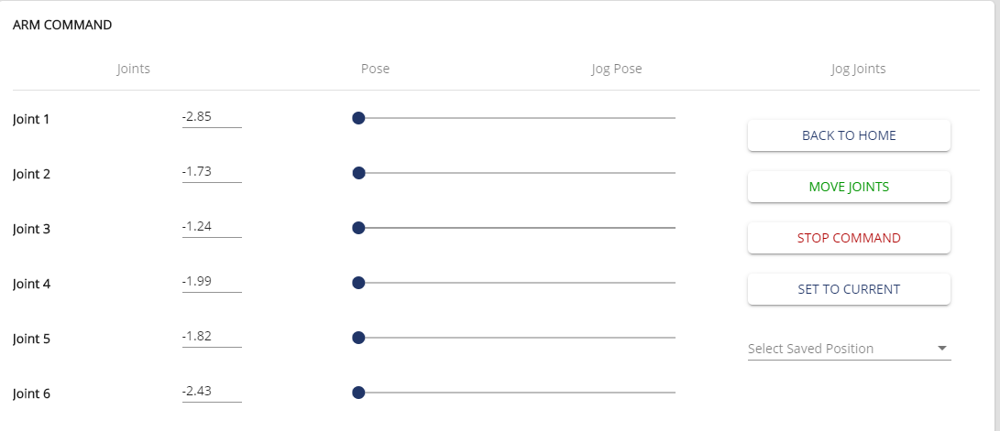 ARM COMMAND
Joints Pose Jog Pose Jog Joints
Joint 1 -2.85
BACK TO HOME
Joint 2 -1.73
MOVE JOINTS
Joint 3 -1.24
STOP COMMAND
Joint 4 -1.99
SET TO CURRENT
Joint 5 -1.82
Select Saved Position
Joint 6 -2.43